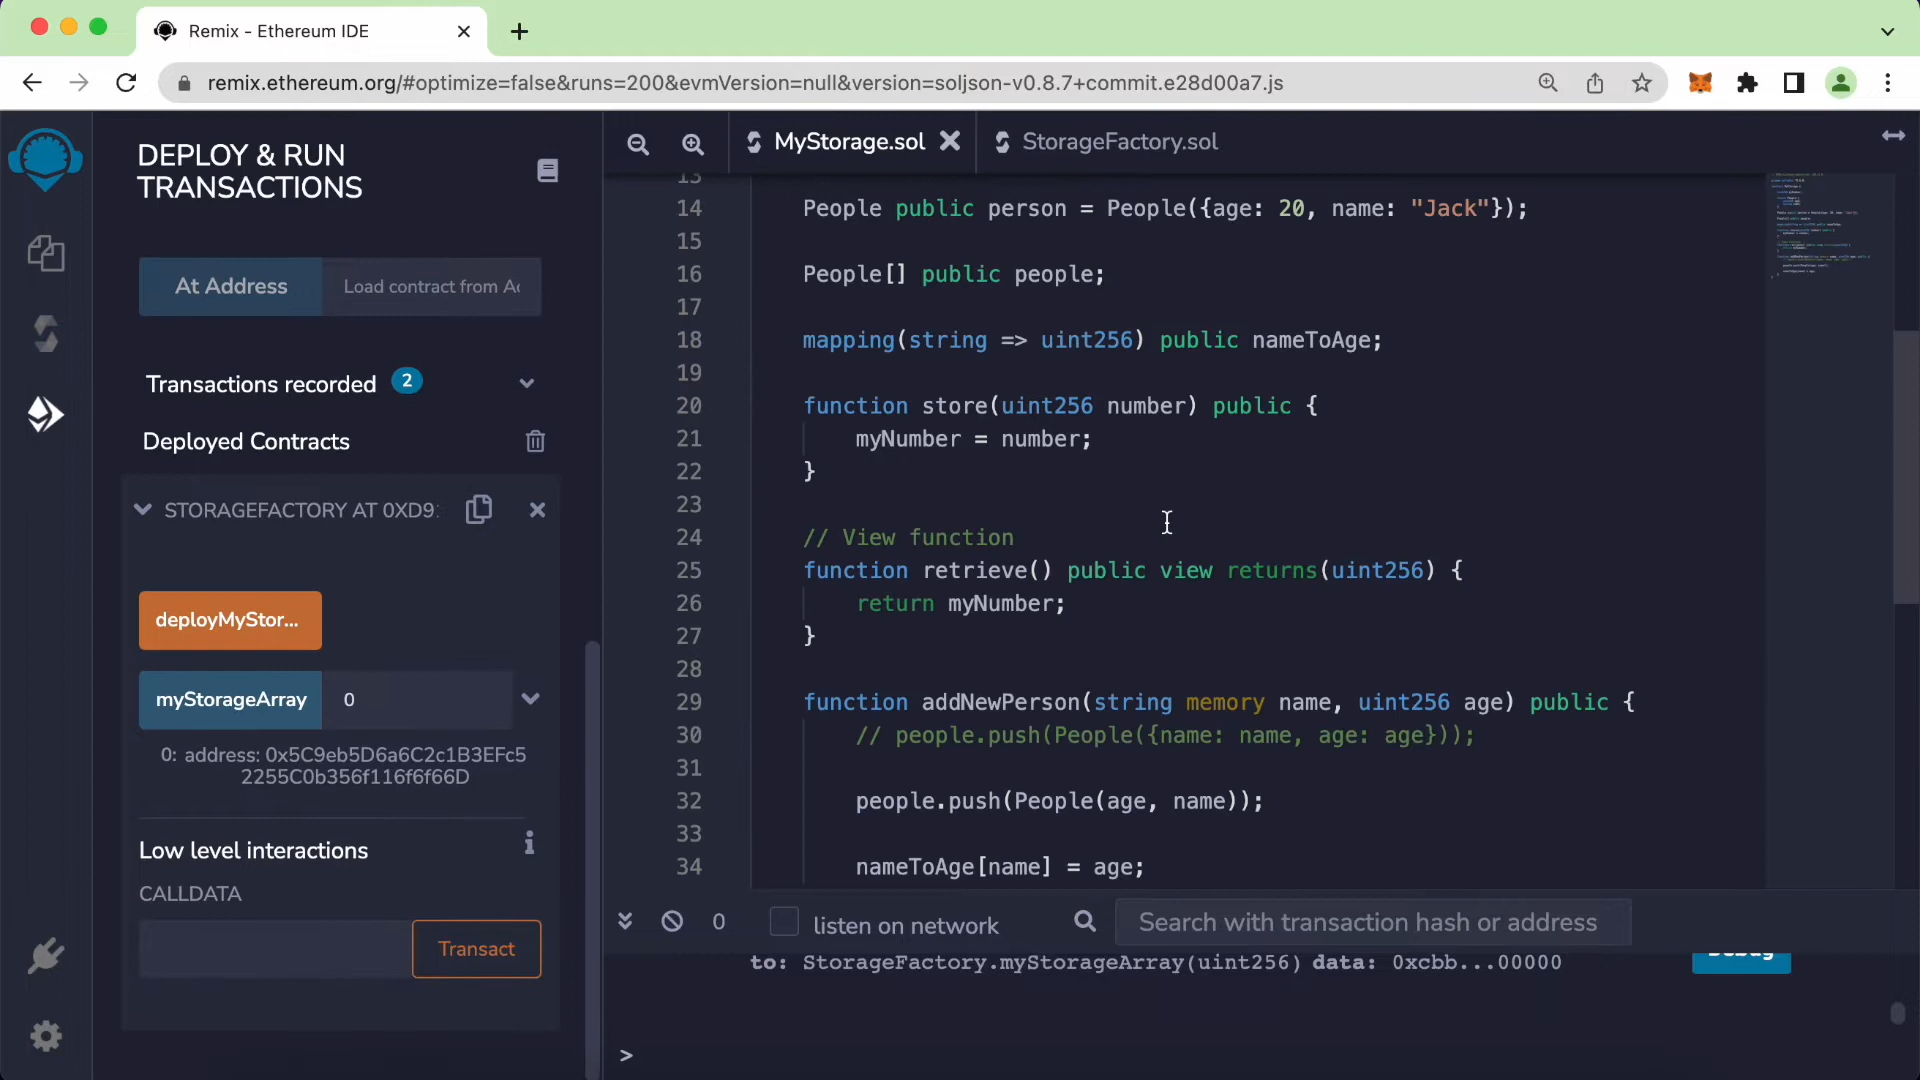 Remix - Ethereum IDE
remix.ethereum.org/#optimize=false&runs=200&evmVersion=null&version=soljson-v0.8.7+commit.e28d00a7.js
DEPLOY & RUN
TRANSACTIONS
At Address
Load contract from Ac
Transactions recorded 2
Deployed Contracts
STORAGEFACTORY AT 0XD9:
deployMyStor...
myStorageArray 0
0: address: 0x5C9eb5D6a6C2c1B3EFc5
2255C0b356f116f6f66D
Low level interactions
i
CALLDATA
Transact
MyStorage.sol
StorageFactory.sol
13
14 People public person = People({age: 20, name: "Jack"});
15
16 People[] public people;
17
18 mapping(string => uint256) public nameToAge;
19
20 function store(uint256 number) public {
21 myNumber = number;
22 }
23
24 // View function
25 function retrieve() public view returns(uint256) {
26 return myNumber;
27 }
28
29 function addNewPerson(string memory name, uint256 age) public {
30 // people.push(People({name: name, age: age}));
31
32 people.push(People(age, name));
33
34 nameToAge[name] = age;
0 listen on network Search with transaction hash or address
to: StorageFactory.myStorageArray(uint256) data: 0xcbb...00000 Debug
>